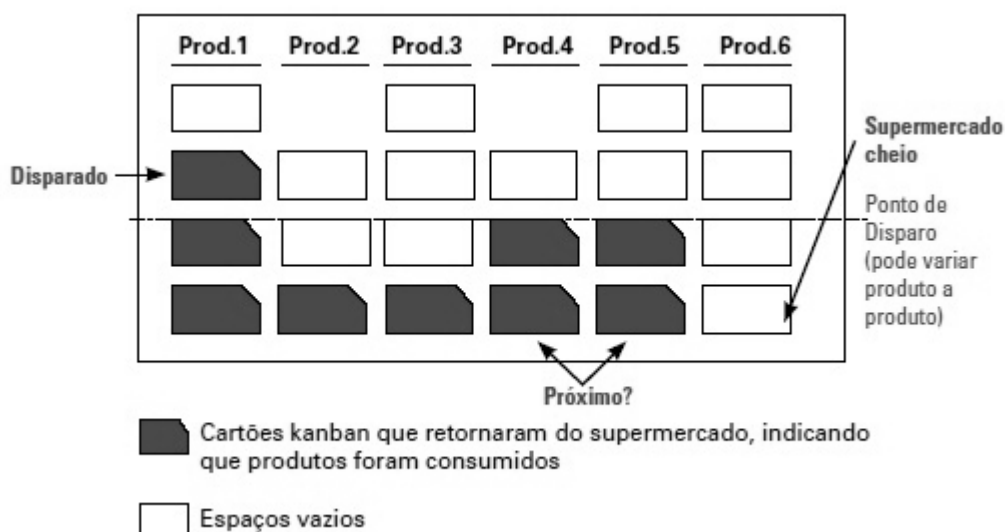 Prod.1 Prod.2 Prod.3 Prod.4 Prod.5 Prod.6
Disparado
Supermercado
cheio
Ponto de
Disparo
(pode variar
produto a
produto)
Próximo?
Cartões kanban que retornaram do supermercado, indicando
que produtos foram consumidos
Espaços vazios